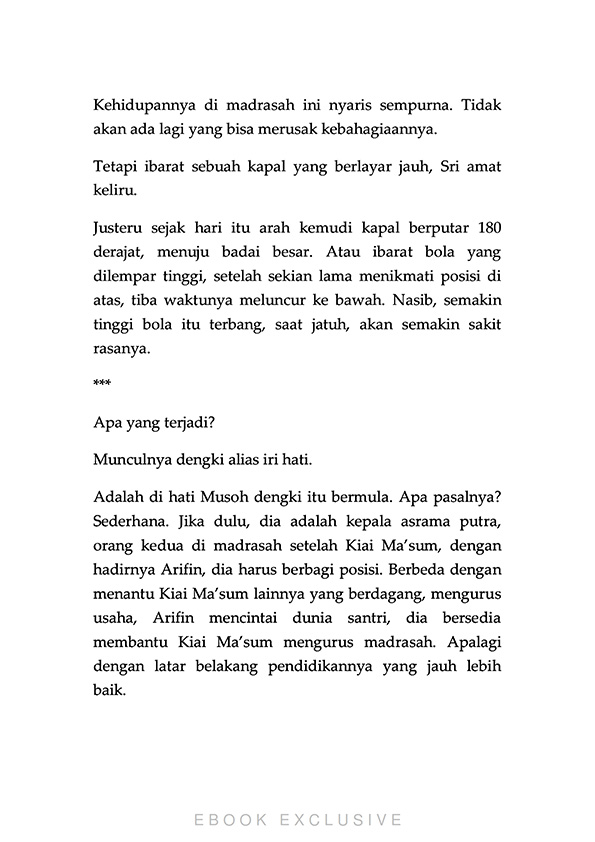 Kehidupannya di madrasah ini nyaris sempurna. Tidak
akan ada lagi yang bisa merusak kebahagiaannya.
Tetapi ibarat sebuah kapal yang berlayar jauh, Sri amat
keliru.
Justeru sejak hari itu arah kemudi kapal berputar 180
derajat, menuju badai besar. Atau ibarat bola yang
dilempar tinggi, setelah sekian lama menikmati posisi di
atas, tiba waktunya meluncur ke bawah. Nasib, semakin
tinggi bola itu terbang, saat jatuh, akan semakin sakit
rasanya.
***
Apa yang terjadi?
Munculnya dengki alias iri hati.
Adalah di hati Musoh dengki itu bermula. Apa pasalnya?
Sederhana. Jika dulu, dia adalah kepala asrama putra,
orang kedua di madrasah setelah Kiai Ma’sum, dengan
hadirnya Arifin, dia harus berbagi posisi. Berbeda dengan
menantu Kiai Ma’sum lainnya yang berdagang, mengurus
usaha, Arifin mencintai dunia santri, dia bersedia
membantu Kiai Ma’sum mengurus madrasah. Apalagi
dengan latar belakang pendidikannya yang jauh lebih
baik.
EBOOK EXCLUSIVE